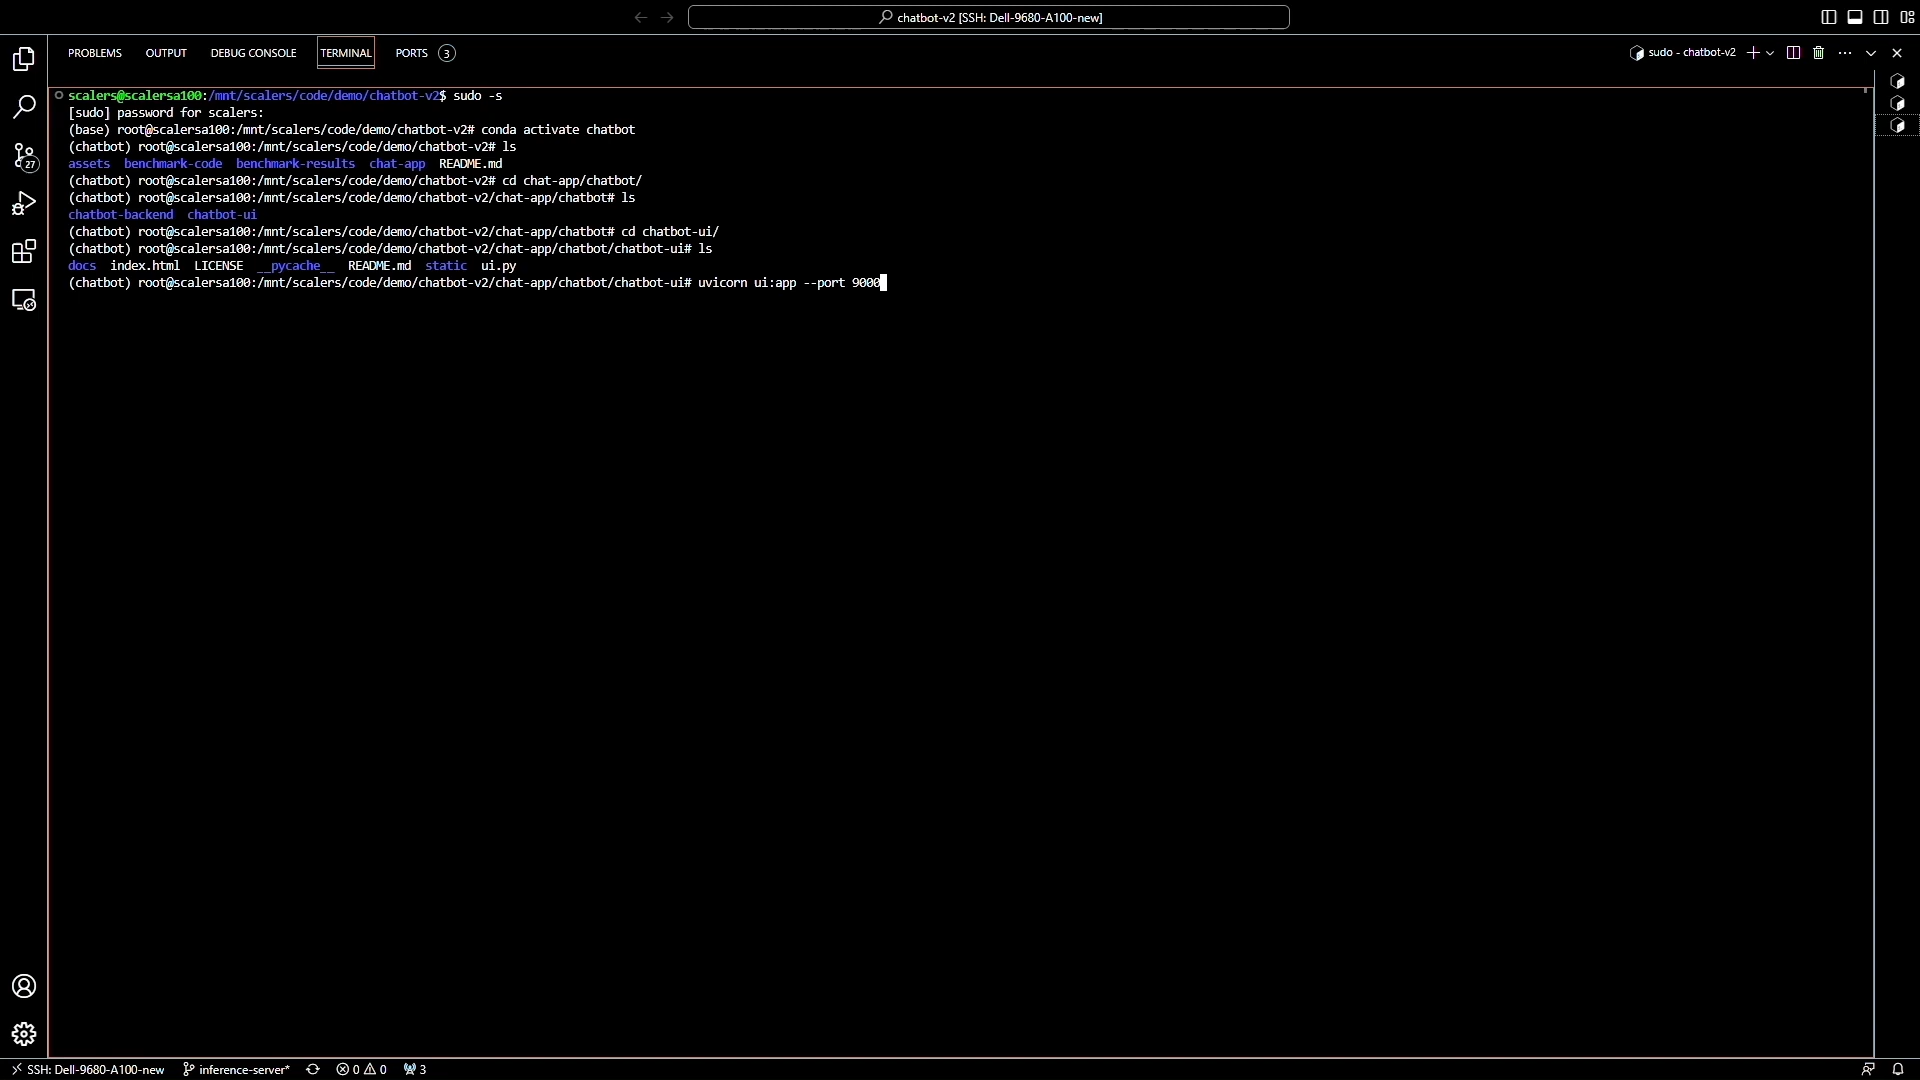 chatbot-v2 [SSH: Dell-9680-A100-new]
PROBLEMS OUTPUT DEBUG CONSOLE TERMINAL PORTS 3
sudo - chatbot-v2
scalers@scalersa100:/mnt/scalers/code/demo/chatbot-v2$ sudo -s
[sudo] password for scalers:
(base) root@scalersa100:/mnt/scalers/code/demo/chatbot-v2# conda activate chatbot
(chatbot) root@scalersa100:/mnt/scalers/code/demo/chatbot-v2# ls
assets benchmark-code benchmark-results chat-app README.md
(chatbot) root@scalersa100:/mnt/scalers/code/demo/chatbot-v2# cd chat-app/chatbot/
(chatbot) root@scalersa100:/mnt/scalers/code/demo/chatbot-v2/chat-app/chatbot# ls
chatbot-backend chatbot-ui
(chatbot) root@scalersa100:/mnt/scalers/code/demo/chatbot-v2/chat-app/chatbot# cd chatbot-ui/
(chatbot) root@scalersa100:/mnt/scalers/code/demo/chatbot-v2/chat-app/chatbot/chatbot-ui# ls
docs index.html LICENSE __pycache__ README.md static ui.py
(chatbot) root@scalersa100:/mnt/scalers/code/demo/chatbot-v2/chat-app/chatbot/chatbot-ui# uvicorn ui:app --port 9000
27
SSH: Dell-9680-A100-new inference-server* 0 0 3